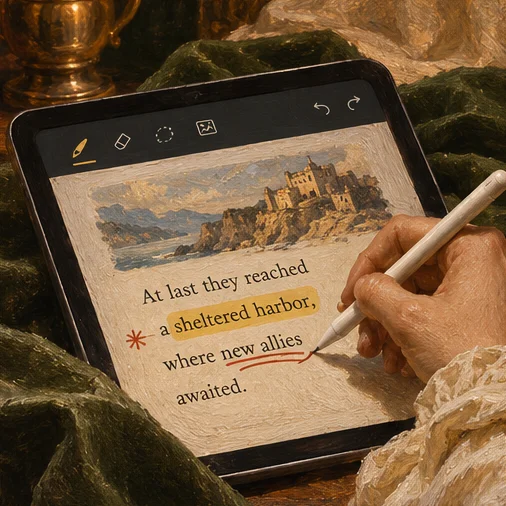 At last they reached
a sheltered harbor,
where new allies
awaited.